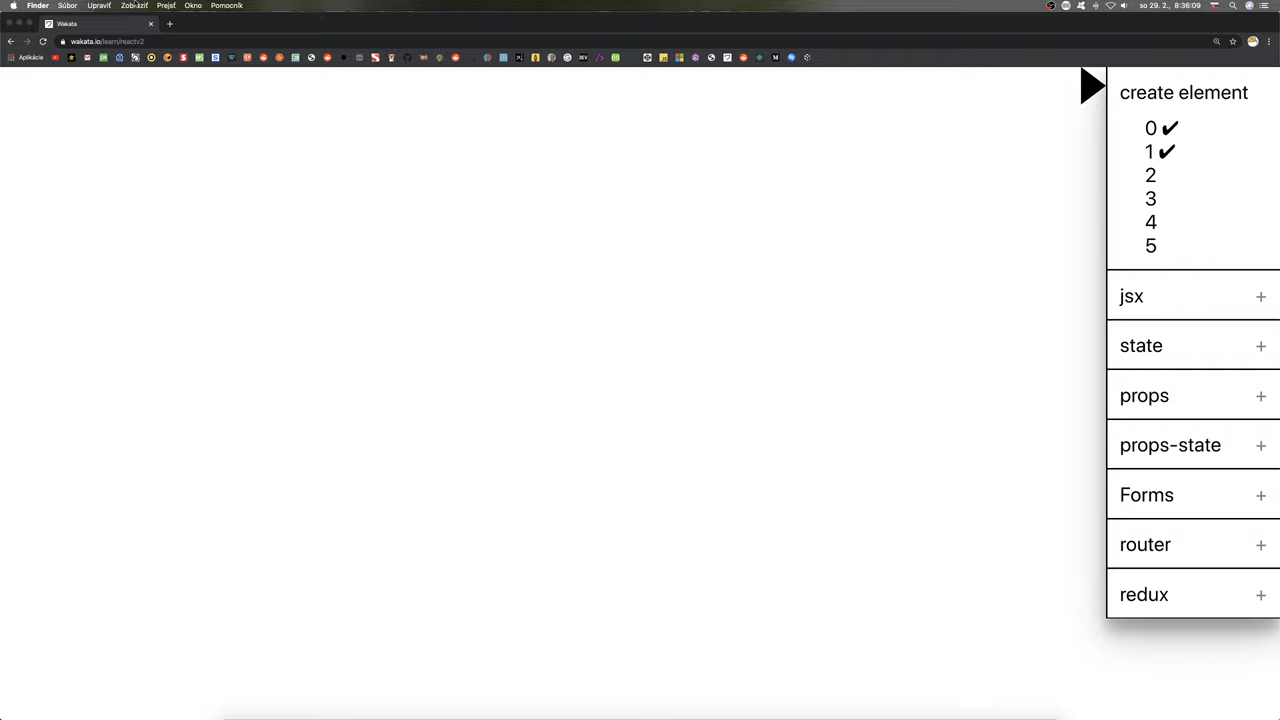 Finder Súbor Upraviť Zobraziť Prejsť Okno Pomocník so 29. 2., 8:36:09
Wakata
wakata.io/learn/reactv2
Aplikácie
create element
0 ✔
1 ✔
2
3
4
5
jsx +
state +
props +
props-state +
Forms +
router +
redux +